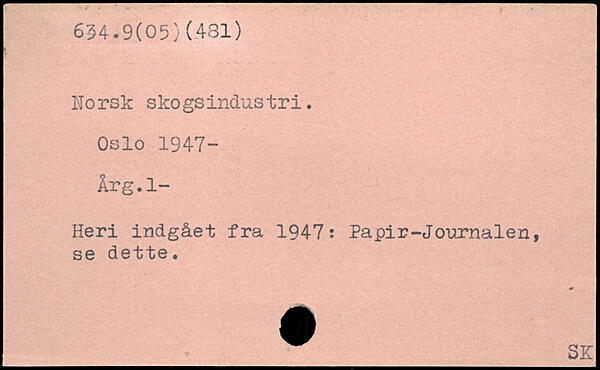 634.9(05)(481)
Norsk skogsindustri.
Oslo 1947-
Årg.1-
Heri indgået fra 1947: Papir-Journalen,
se dette.
SK